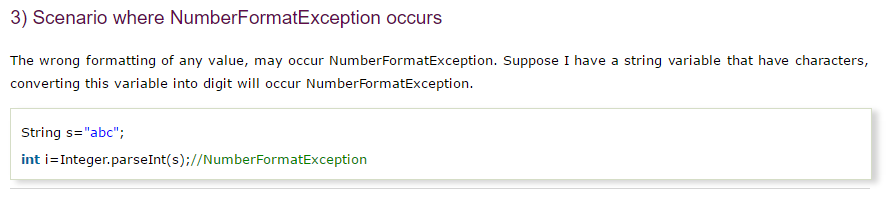 3) Scenario where NumberFormatException occurs
The wrong formatting of any value, may occur NumberFormatException. Suppose I have a string variable that have characters,
converting this variable into digit will occur NumberFormatException.
String s="abc";
int i=Integer.parseInt(s);//NumberFormatException